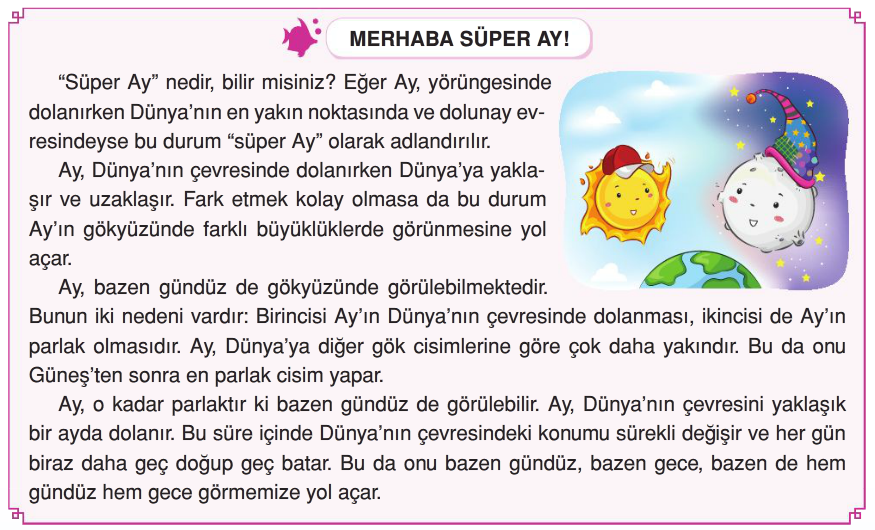 MERHABA SÜPER AY!
“Süper Ay” nedir, bilir misiniz? Eğer Ay, yörüngesinde
dolanırken Dünya’nın en yakın noktasında ve dolunay ev-
resindeyse bu durum “süper Ay” olarak adlandırılır.
Ay, Dünya’nın çevresinde dolanırken Dünya’ya yakla-
şır ve uzaklaşır. Fark etmek kolay olmasa da bu durum
Ay’ın gökyüzünde farklı büyüklüklerde görünmesine yol
açar.
Ay, bazen gündüz de gökyüzünde görülebilmektedir.
Bunun iki nedeni vardır: Birincisi Ay’ın Dünya’nın çevresinde dolanması, ikincisi de Ay’ın
parlak olmasıdır. Ay, Dünya’ya diğer gök cisimlerine göre çok daha yakındır. Bu da onu
Güneş’ten sonra en parlak cisim yapar.
Ay, o kadar parlaktır ki bazen gündüz de görülebilir. Ay, Dünya’nın çevresini yaklaşık
bir ayda dolanır. Bu süre içinde Dünya’nın çevresindeki konumu sürekli değişir ve her gün
biraz daha geç doğup geç batar. Bu da onu bazen gündüz, bazen gece, bazen de hem
gündüz hem gece görmemize yol açar.